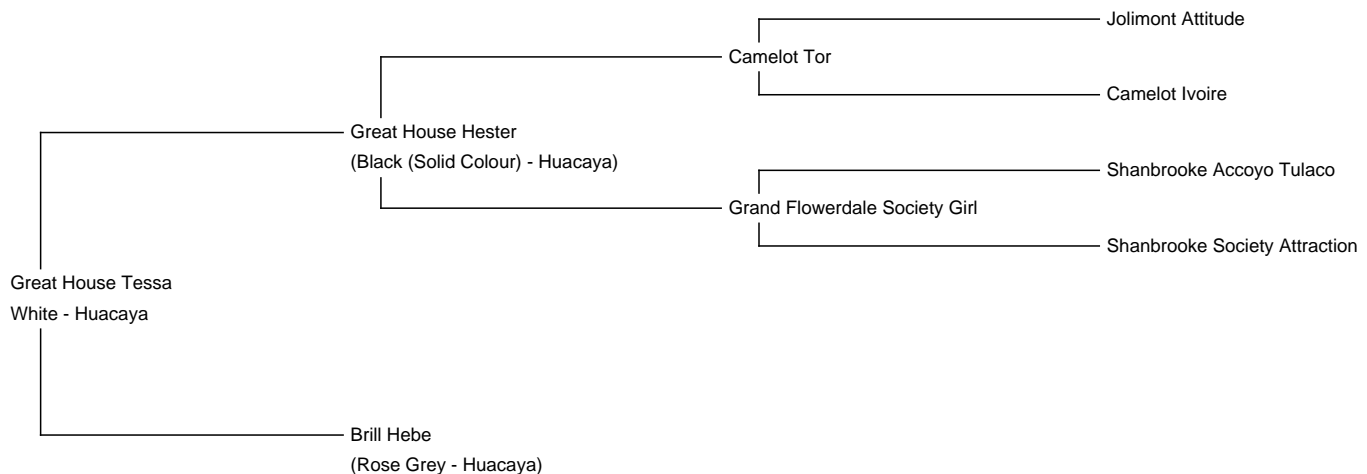 Jolimont Attitude
Camelot Tor
Camelot Ivoire
Great House Hester
(Black (Solid Colour) - Huacaya)
Shanbrooke Accoyo Tulaco
Grand Flowerdale Society Girl
Shanbrooke Society Attraction
Great House Tessa
White - Huacaya
Brill Hebe
(Rose Grey - Huacaya)